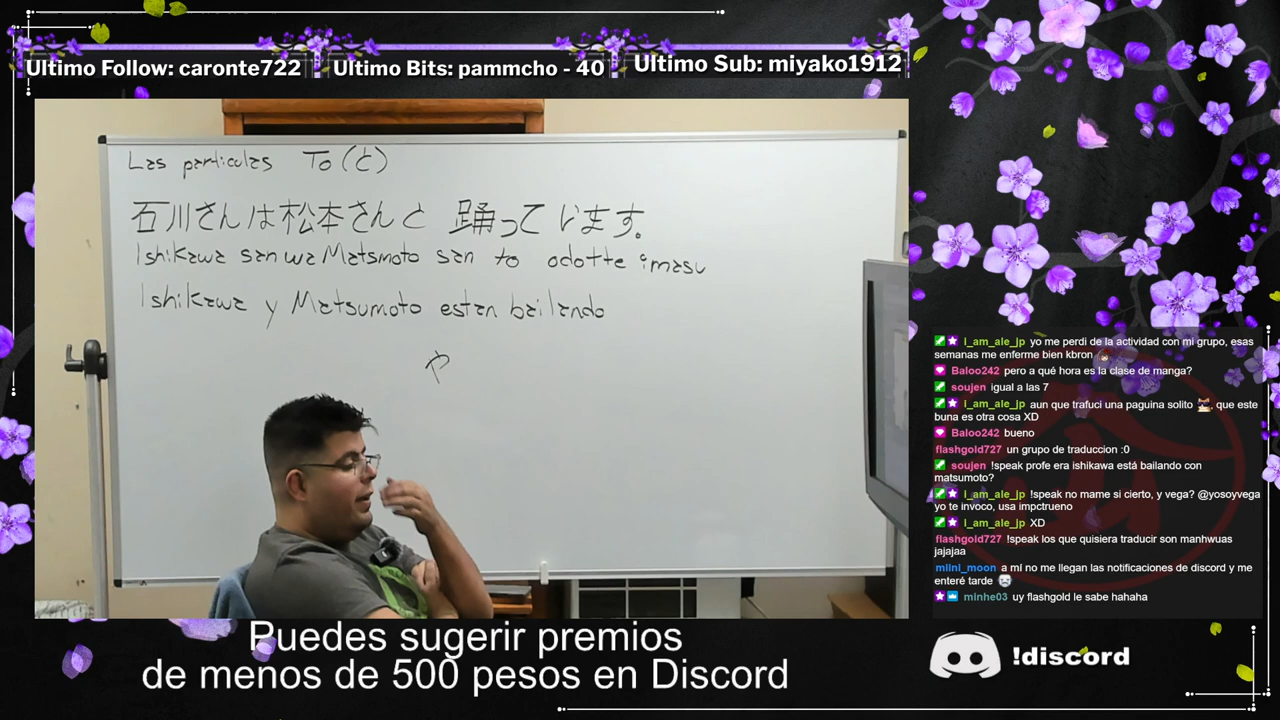 Ultimo Follow: caronte722
Ultimo Bits: pammcho - 40
Ultimo Sub: miyako1912
Las particulas To (と)
石川さんは松本さんと 踊っています。
Ishikawa san wa Matsmoto san to odotte imasu
Ishikawa y Matsumoto estan bailando
や
i_am_ale_jp yo me perdi de la actividad con mi grupo, esas
semanas me enferme bien kbron
Baloo242 pero a qué hora es la clase de manga?
soujen igual a las 7
i_am_ale_jp aun que trafuci una paguina solito , que este
buna es otra cosa XD
Baloo242 bueno
flashgold727 un grupo de traduccion :0
soujen !speak profe era ishikawa está bailando con
matsumoto?
i_am_ale_jp !speak no mame si cierto, y vega? @yosoyvega
yo te invoco, usa impctrueno
i_am_ale_jp XD
flashgold727 !speak los que quisiera traducir son manhwuas
jajajaa
miini_moon a mí no me llegan las notificaciones de discord y me
enteré tarde
minhe03 uy flashgold le sabe hahaha
Puedes sugerir premios
de menos de 500 pesos en Discord
!discord